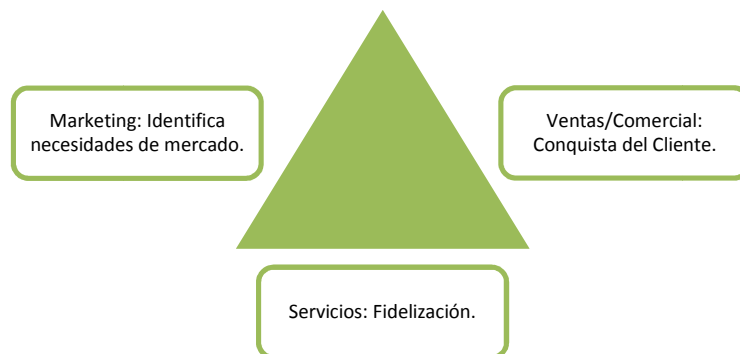 Marketing: Identifica
necesidades de mercado.
Ventas/Comercial:
Conquista del Cliente.
Servicios: Fidelización.